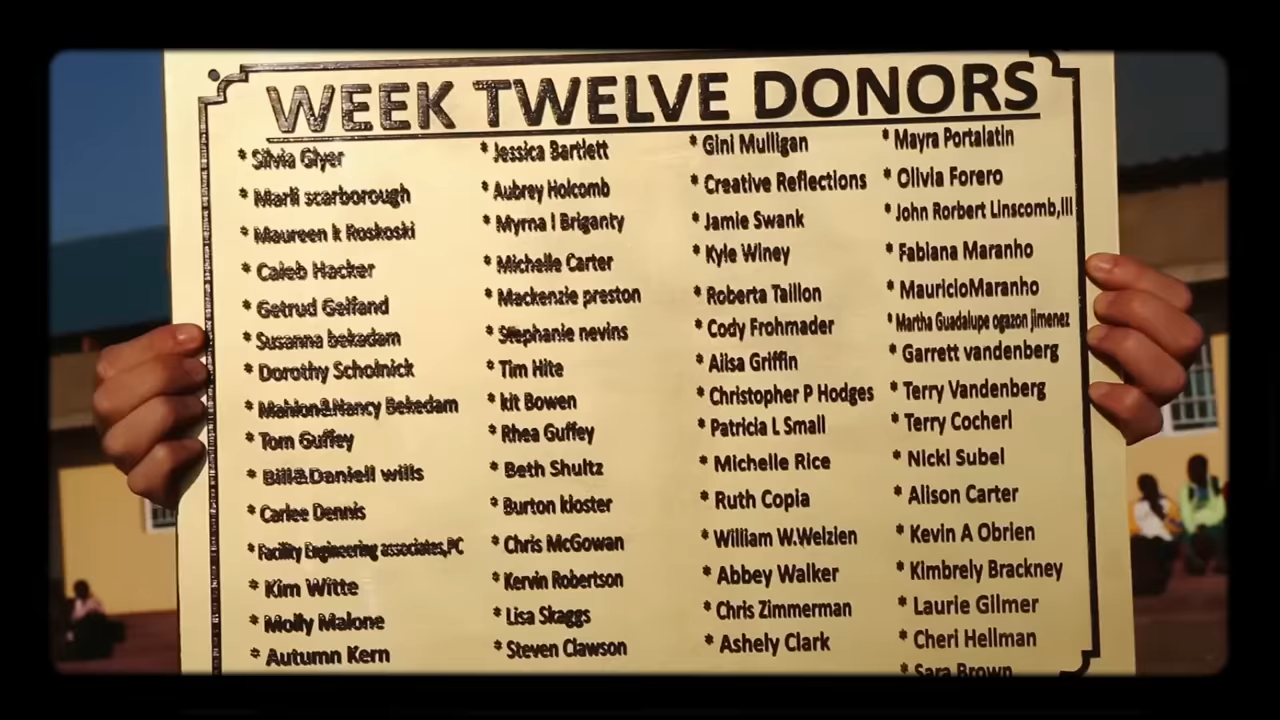 WEEK TWELVE DONORS
* Silvia Glyer
* Marli scarborough
* Maureen k Roskoski
* Caleb Hacker
* Getrud Gelfand
* Susanna bekadam
* Dorothy Scholnick
* Mahlon&Nancy Bekedam
* Tom Guffey
* Bill&Daniell wills
* Carlee Dennis
* Facility Engineering associates,PC
* Kim Witte
* Molly Malone
* Autumn Kern
* Jessica Bartlett
* Aubrey Holcomb
* Myrna l Briganty
* Michelle Carter
* Mackenzie preston
* Stephanie nevins
* Tim Hite
* kit Bowen
* Rhea Guffey
* Beth Shultz
* Burton kloster
* Chris McGowan
* Kervin Robertson
* Lisa Skaggs
* Steven Clawson
* Gini Mulligan
* Creative Reflections
* Jamie Swank
* Kyle Winey
* Roberta Taillon
* Cody Frohmader
* Ailsa Griffin
* Christopher P Hodges
* Patricia L Small
* Michelle Rice
* Ruth Copia
* William W.Welzien
* Abbey Walker
* Chris Zimmerman
* Ashely Clark
* Mayra Portalatin
* Olivia Forero
* John Rorbert Linscomb,III
* Fabiana Maranho
* MauricioMaranho
* Martha Guadalupe ogazon jimenez
* Garrett vandenberg
* Terry Vandenberg
* Terry Cocherl
* Nicki Subel
* Alison Carter
* Kevin A Obrien
* Kimbrely Brackney
* Laurie Gilmer
* Cheri Hellman
* Sara Brown